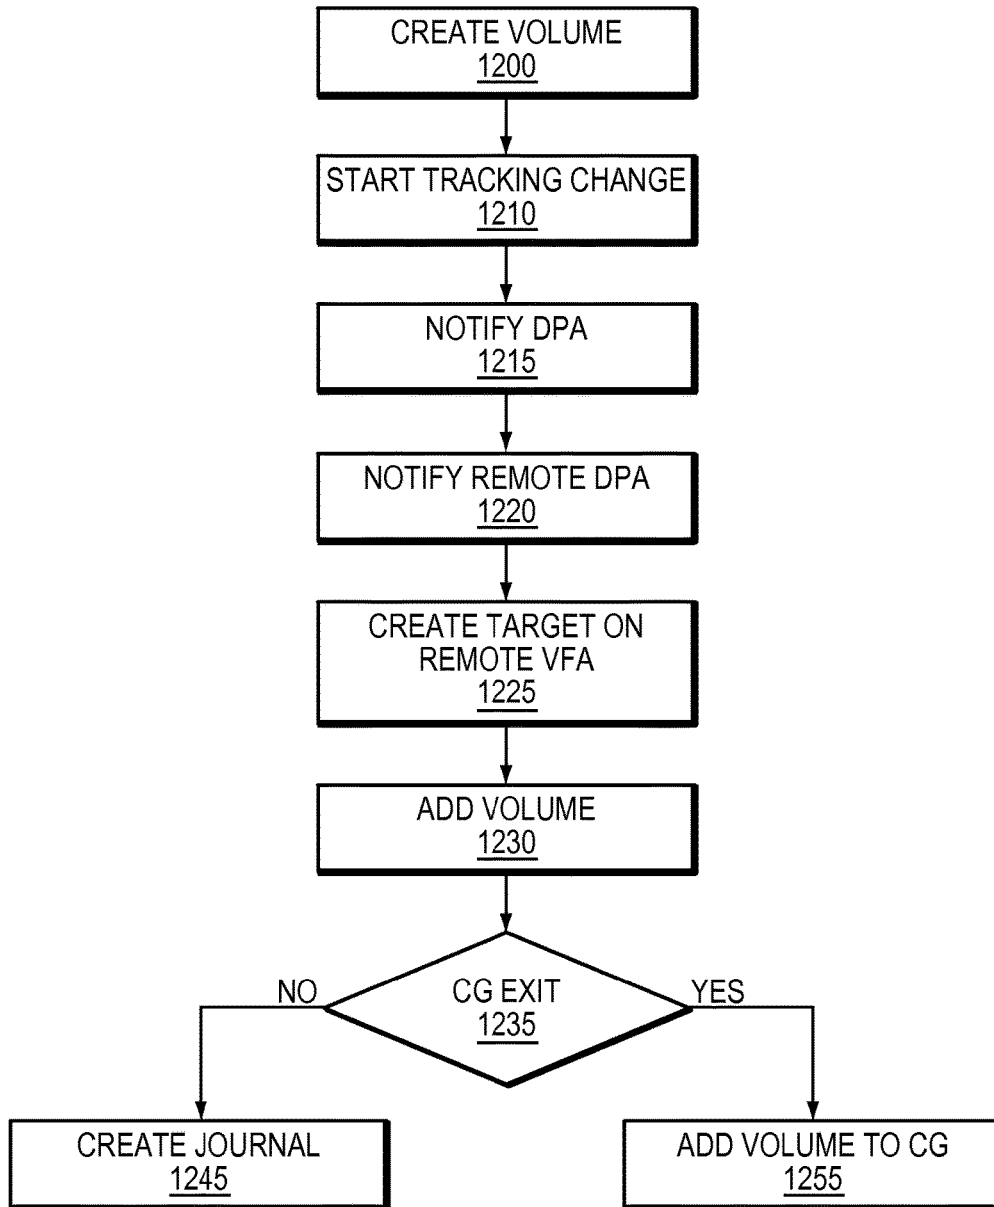 CREATE VOLUME
1200
START TRACKING CHANGE
1210
NOTIFY DPA
1215
NOTIFY REMOTE DPA
1220
CREATE TARGET ON
REMOTE VFA
1225
ADD VOLUME
1230
CG EXIT
1235
NO
YES
CREATE JOURNAL
1245
ADD VOLUME TO CG
1255